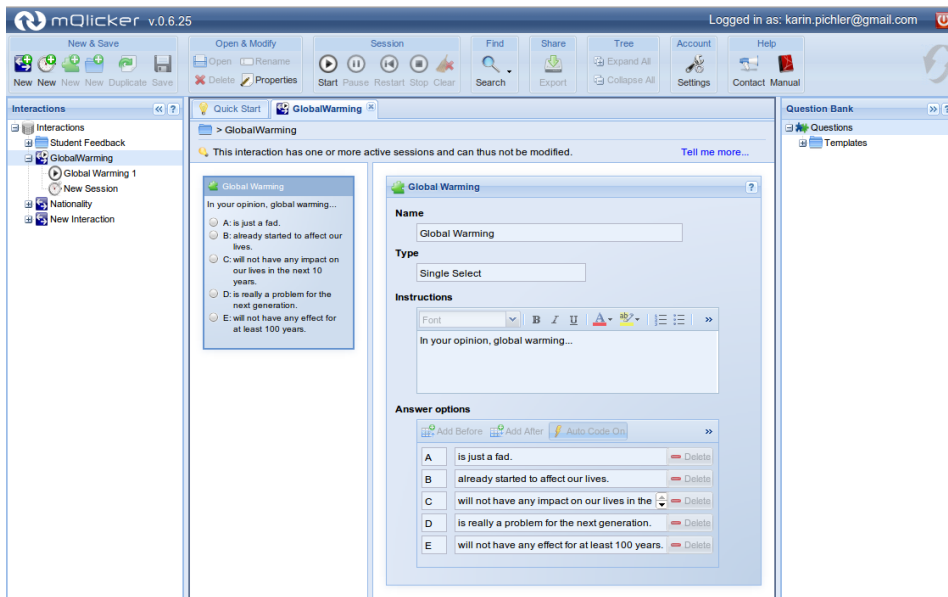 mQlicker v.0.6.25
Logged in as: karin.pichler@gmail.com
New & Save
Open & Modify
Session
Find
Share
Tree
Account
Help
Open
Rename
Delete
Properties
Expand All
Collapse All
New New New New Duplicate Save
Start Pause Restart Stop Clear
Search
Export
Settings
Contact Manual
Interactions
Interactions
Student Feedback
GlobalWarming
Global Warming 1
New Session
Nationality
New Interaction
Quick Start
GlobalWarming
> GlobalWarming
This interaction has one or more active sessions and can thus not be modified.
Tell me more...
Global Warming
In your opinion, global warming...
A: is just a fad.
B: already started to affect our
lives.
C: will not have any impact on
our lives in the next 10
years.
D: is really a problem for the
next generation.
E: will not have any effect for
at least 100 years.
Global Warming
?
Name
Global Warming
Type
Single Select
Instructions
Font
B I U A ab
In your opinion, global warming...
Answer options
Add Before Add After Auto Code On
A is just a fad. Delete
B already started to affect our lives. Delete
C will not have any impact on our lives in the Delete
D is really a problem for the next generation. Delete
E will not have any effect for at least 100 years. Delete
Question Bank
Questions
Templates